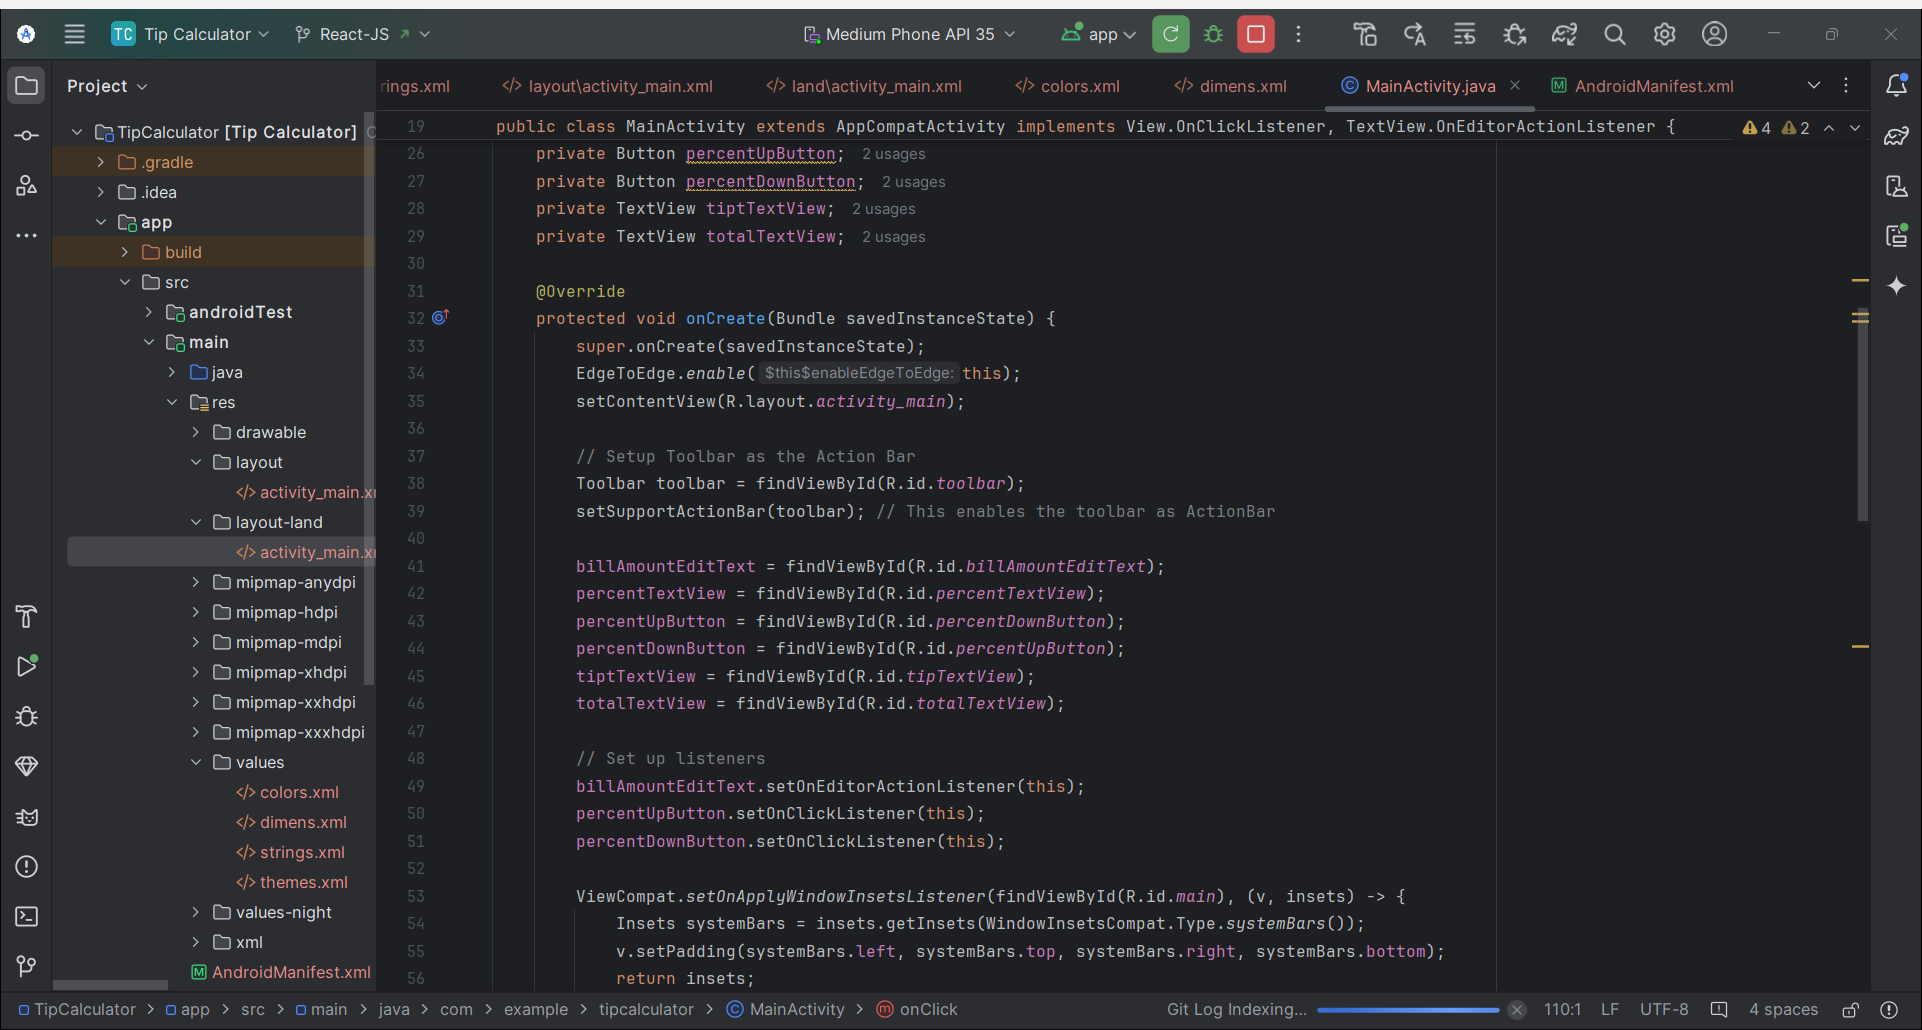 TC Tip Calculator React-JS Medium Phone API 35 app
Project
rings.xml layout\activity_main.xml land\activity_main.xml colors.xml dimens.xml MainActivity.java AndroidManifest.xml
TipCalculator [Tip Calculator]
.gradle
.idea
app
build
src
androidTest
main
java
res
drawable
layout
activity_main.x
layout-land
activity_main.x
mipmap-anydpi
mipmap-hdpi
mipmap-mdpi
mipmap-xhdpi
mipmap-xxhdpi
mipmap-xxxhdpi
values
colors.xml
dimens.xml
strings.xml
themes.xml
values-night
xml
AndroidManifest.xml
19 public class MainActivity extends AppCompatActivity implements View.OnClickListener, TextView.OnEditorActionListener { 4 2
26 private Button percentUpButton; 2 usages
27 private Button percentDownButton; 2 usages
28 private TextView tiptTextView; 2 usages
29 private TextView totalTextView; 2 usages
30
31 @Override
32 protected void onCreate(Bundle savedInstanceState) {
33 super.onCreate(savedInstanceState);
34 EdgeToEdge.enable( $this$enableEdgeToEdge: this);
35 setContentView(R.layout.activity_main);
36
37 // Setup Toolbar as the Action Bar
38 Toolbar toolbar = findViewById(R.id.toolbar);
39 setSupportActionBar(toolbar); // This enables the toolbar as ActionBar
40
41 billAmountEditText = findViewById(R.id.billAmountEditText);
42 percentTextView = findViewById(R.id.percentTextView);
43 percentUpButton = findViewById(R.id.percentDownButton);
44 percentDownButton = findViewById(R.id.percentUpButton);
45 tiptTextView = findViewById(R.id.tipTextView);
46 totalTextView = findViewById(R.id.totalTextView);
47
48 // Set up listeners
49 billAmountEditText.setOnEditorActionListener(this);
50 percentUpButton.setOnClickListener(this);
51 percentDownButton.setOnClickListener(this);
52
53 ViewCompat.setOnApplyWindowInsetsListener(findViewById(R.id.main), (v, insets) -> {
54 Insets systemBars = insets.getInsets(WindowInsetsCompat.Type.systemBars());
55 v.setPadding(systemBars.left, systemBars.top, systemBars.right, systemBars.bottom);
56 return insets;
TipCalculator > app > src > main > java > com > example > tipcalculator > MainActivity > onClick Git Log Indexing... 110:1 LF UTF-8 4 spaces